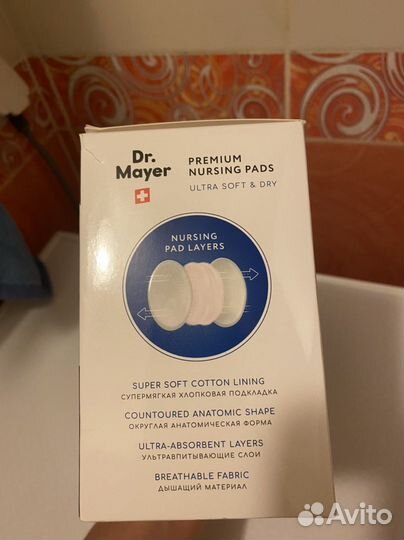 Dr.
Mayer
PREMIUM
NURSING PADS
ULTRA SOFT & DRY
NURSING
PAD LAYERS
SUPER SOFT COTTON LINING
СУПЕРМЯГКАЯ ХЛОПКОВАЯ ПОДКЛАДКА
COUNTOURED ANATOMIC SHAPE
ОКРУГЛАЯ АНАТОМИЧЕСКАЯ ФОРМА
ULTRA-ABSORBENT LAYERS
УЛЬТРАВПИТЫВАЮЩИЕ СЛОИ
BREATHABLE FABRIC
ДЫШАЩИЙ МАТЕРИАЛ
Avito